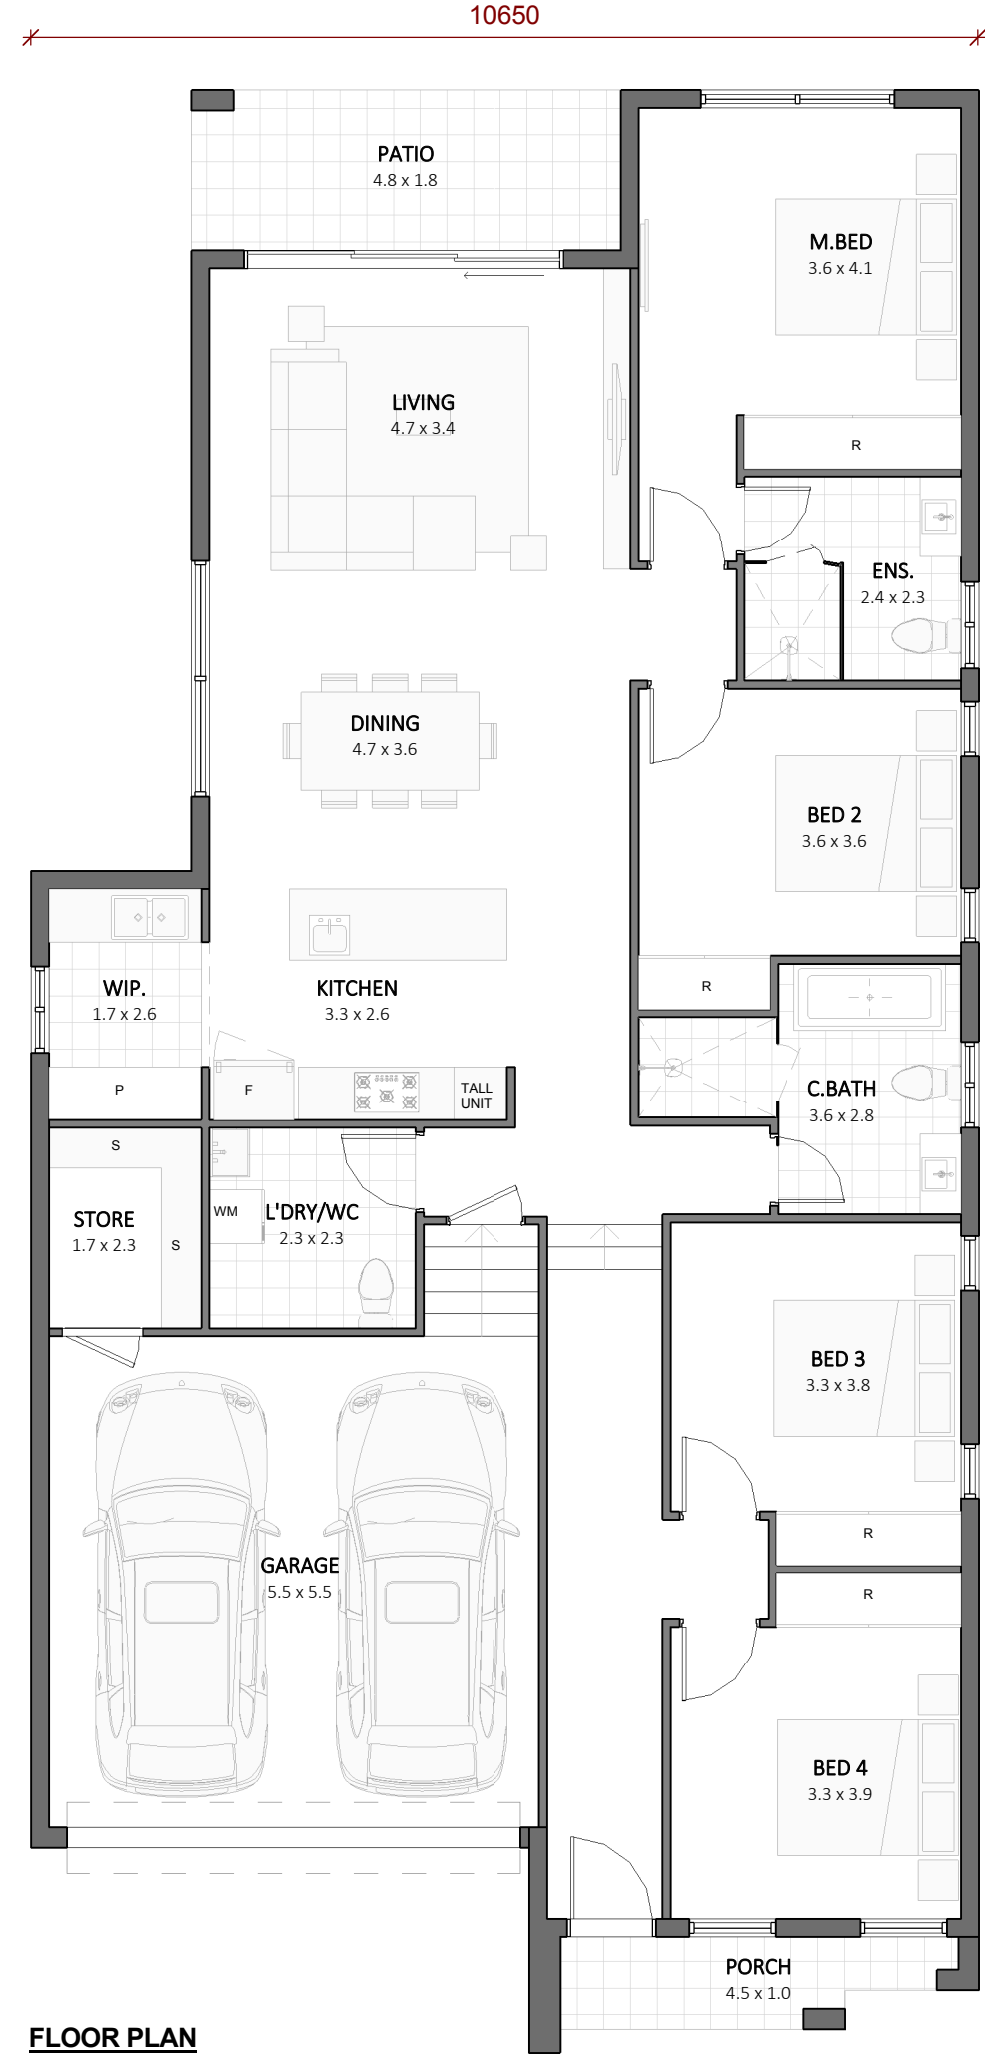 10650
PATIO
4.8 x 1.8
M.BED
3.6 x 4.1
LIVING
4.7 x 3.4
R
ENS.
2.4 x 2.3
DINING
4.7 x 3.6
BED 2
3.6 x 3.6
WIP.
1.7 x 2.6
KITCHEN
3.3 x 2.6
R
P
F
TALL
UNIT
C.BATH
3.6 x 2.8
S
STORE
1.7 x 2.3
S
WM
L'DRY/WC
2.3 x 2.3
BED 3
3.3 x 3.8
R
GARAGE
5.5 x 5.5
R
BED 4
3.3 x 3.9
PORCH
4.5 x 1.0
FLOOR PLAN